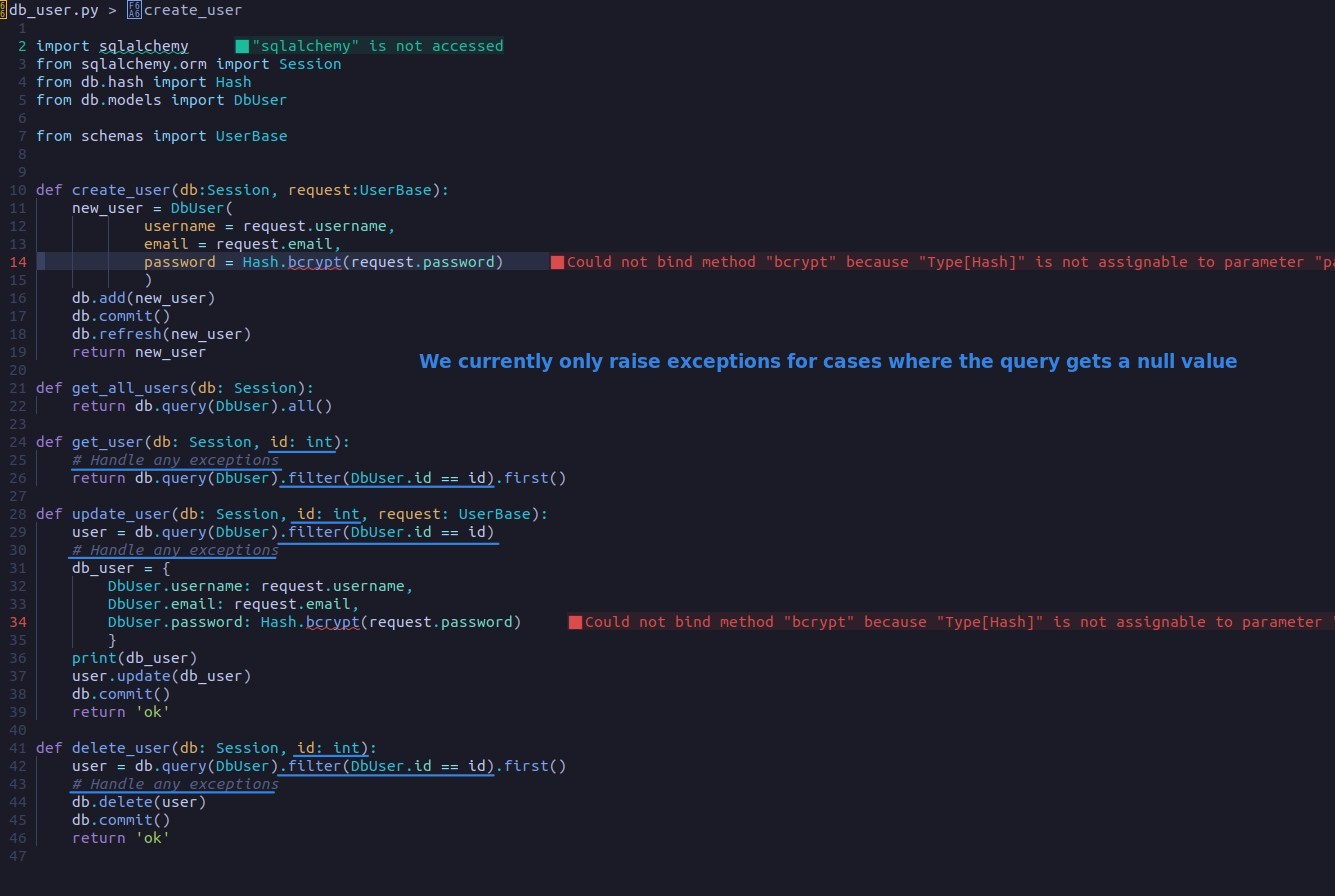 db_user.py > create_user
1
2 import sqlalchemy "sqlalchemy" is not accessed
3 from sqlalchemy.orm import Session
4 from db.hash import Hash
5 from db.models import DbUser
6
7 from schemas import UserBase
8
9
10 def create_user(db:Session, request:UserBase):
11 new_user = DbUser(
12 username = request.username,
13 email = request.email,
14 password = Hash.bcrypt(request.password) Could not bind method "bcrypt" because "Type[Hash]" is not assignable to parameter "pa
15 )
16 db.add(new_user)
17 db.commit()
18 db.refresh(new_user)
19 return new_user
We currently only raise exceptions for cases where the query gets a null value
20
21 def get_all_users(db: Session):
22 return db.query(DbUser).all()
23
24 def get_user(db: Session, id: int):
25 # Handle any exceptions
26 return db.query(DbUser).filter(DbUser.id == id).first()
27
28 def update_user(db: Session, id: int, request: UserBase):
29 user = db.query(DbUser).filter(DbUser.id == id)
30 # Handle any exceptions
31 db_user = {
32 DbUser.username: request.username,
33 DbUser.email: request.email,
34 DbUser.password: Hash.bcrypt(request.password) Could not bind method "bcrypt" because "Type[Hash]" is not assignable to parameter "
35 }
36 print(db_user)
37 user.update(db_user)
38 db.commit()
39 return 'ok'
40
41 def delete_user(db: Session, id: int):
42 user = db.query(DbUser).filter(DbUser.id == id).first()
43 # Handle any exceptions
44 db.delete(user)
45 db.commit()
46 return 'ok'
47